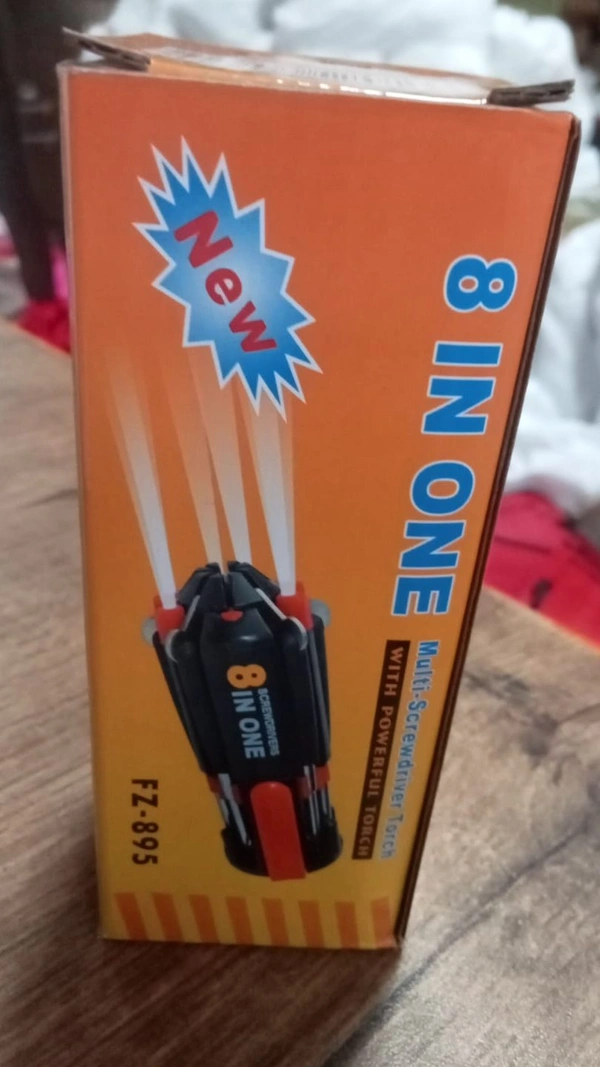 New
8 IN ONE
Multi-Screwdriver Torch
WITH POWERFUL TORCH
SCREWDRIVERS
8 IN ONE
FZ-895